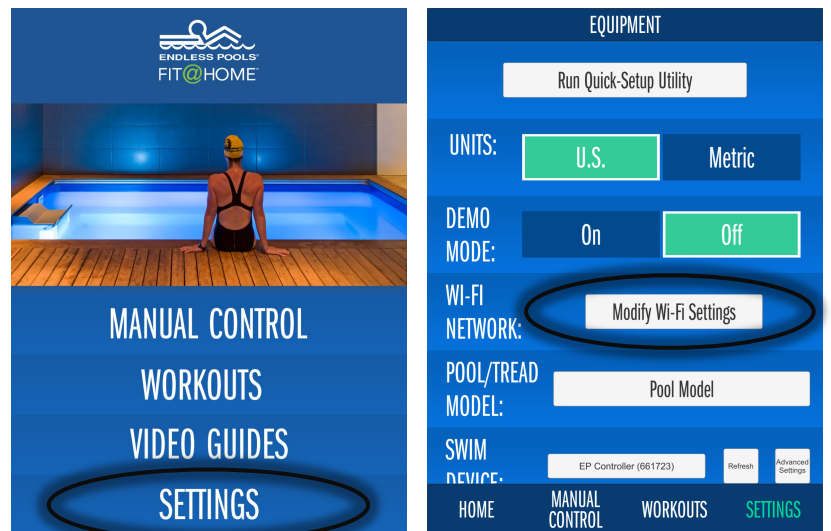 ENDLESS POOLS®
FIT@HOME™
MANUAL CONTROL
WORKOUTS
VIDEO GUIDES
SETTINGS
EQUIPMENT
Run Quick-Setup Utility
UNITS:
U.S.
Metric
DEMO
MODE:
On
Off
WI-FI
NETWORK:
Modify Wi-Fi Settings
POOL/TREAD
MODEL:
Pool Model
SWIM
DEVICE:
EP Controller (661723)
Refresh
Advanced
Settings
HOME
MANUAL
CONTROL
WORKOUTS
SETTINGS